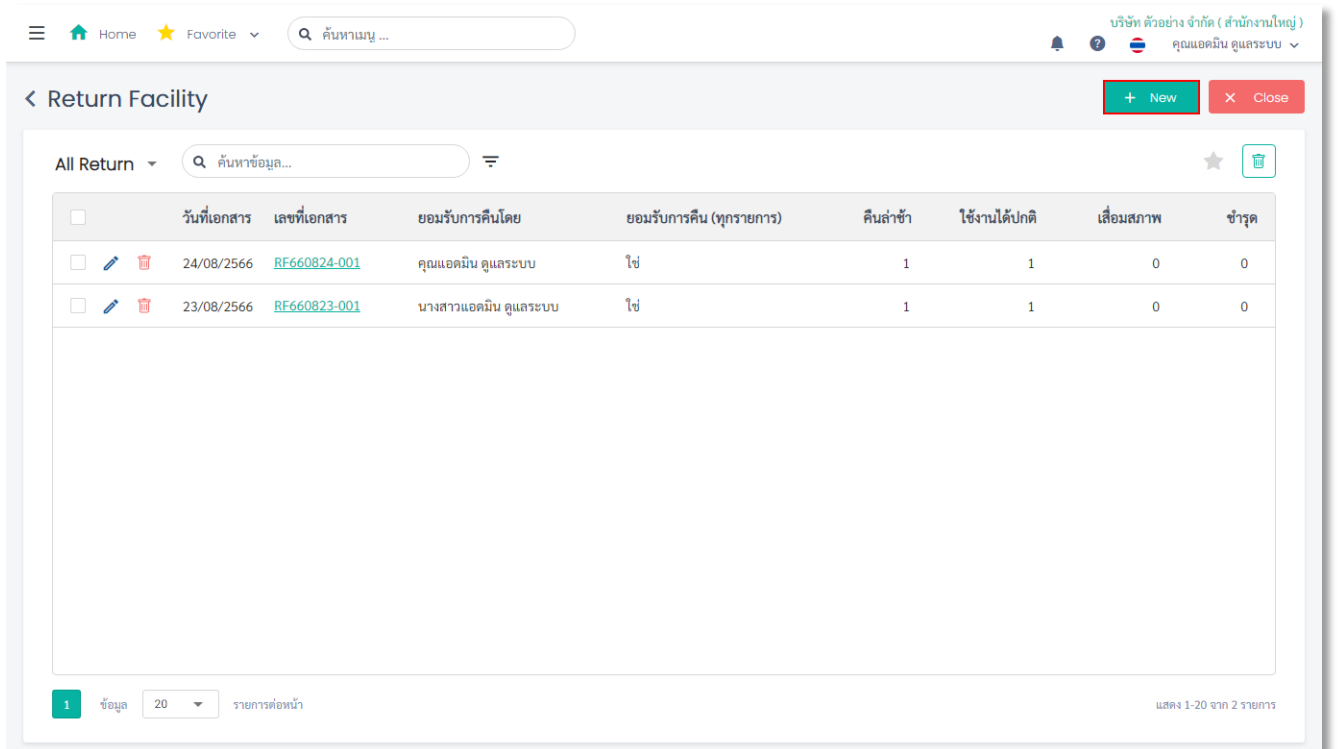 Home Favorite ค้นหาเมนู ...
บริษัท ตัวอย่าง จำกัด ( สำนักงานใหญ่ )
? คุณแอดมิน ดูแลระบบ
Return Facility
+ New
× Close
All Return ค้นหาข้อมูล...
วันที่เอกสาร เลขที่เอกสาร ยอมรับการคืนโดย ยอมรับการคืน (ทุกรายการ) คืนล่าช้า ใช้งานได้ปกติ เสื่อมสภาพ ชำรุด
24/08/2566 RF660824-001 คุณแอดมิน ดูแลระบบ ใช่ 1 1 0 0
23/08/2566 RF660823-001 นางสาวแอดมิน ดูแลระบบ ใช่ 1 1 0 0
1 ข้อมูล 20 รายการต่อหน้า แสดง 1-20 จาก 2 รายการ